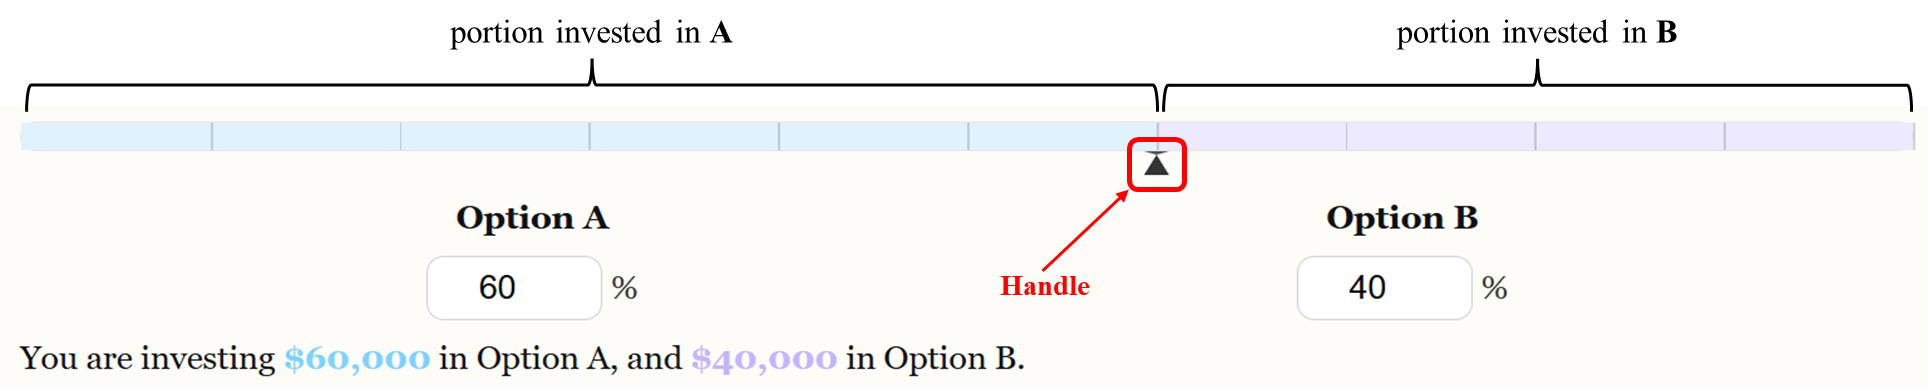 portion invested in A
portion invested in B
Option A
Option B
60 %
40 %
Handle
You are investing $60,000 in Option A, and $40,000 in Option B.